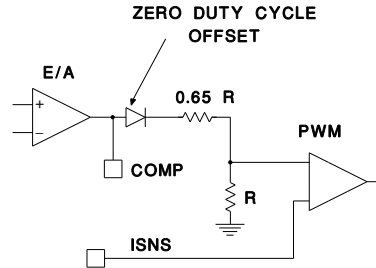 ZERO DUTY CYCLE
OFFSET
E/A
0.65 R
PWM
+
−
COMP
R
ISNS